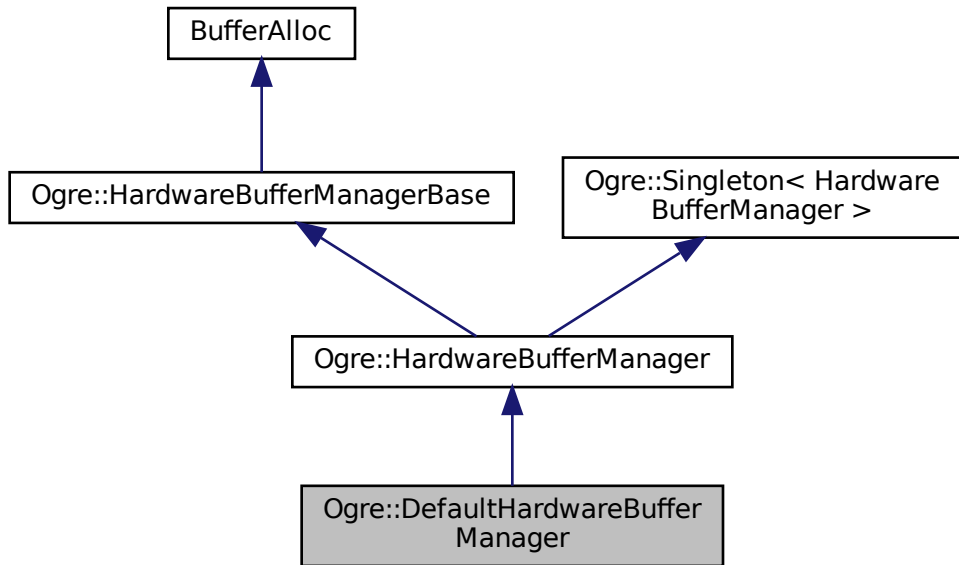 BufferAlloc
Ogre::HardwareBufferManagerBase
Ogre::Singleton< Hardware
BufferManager >
Ogre::HardwareBufferManager
Ogre::DefaultHardwareBuffer
Manager